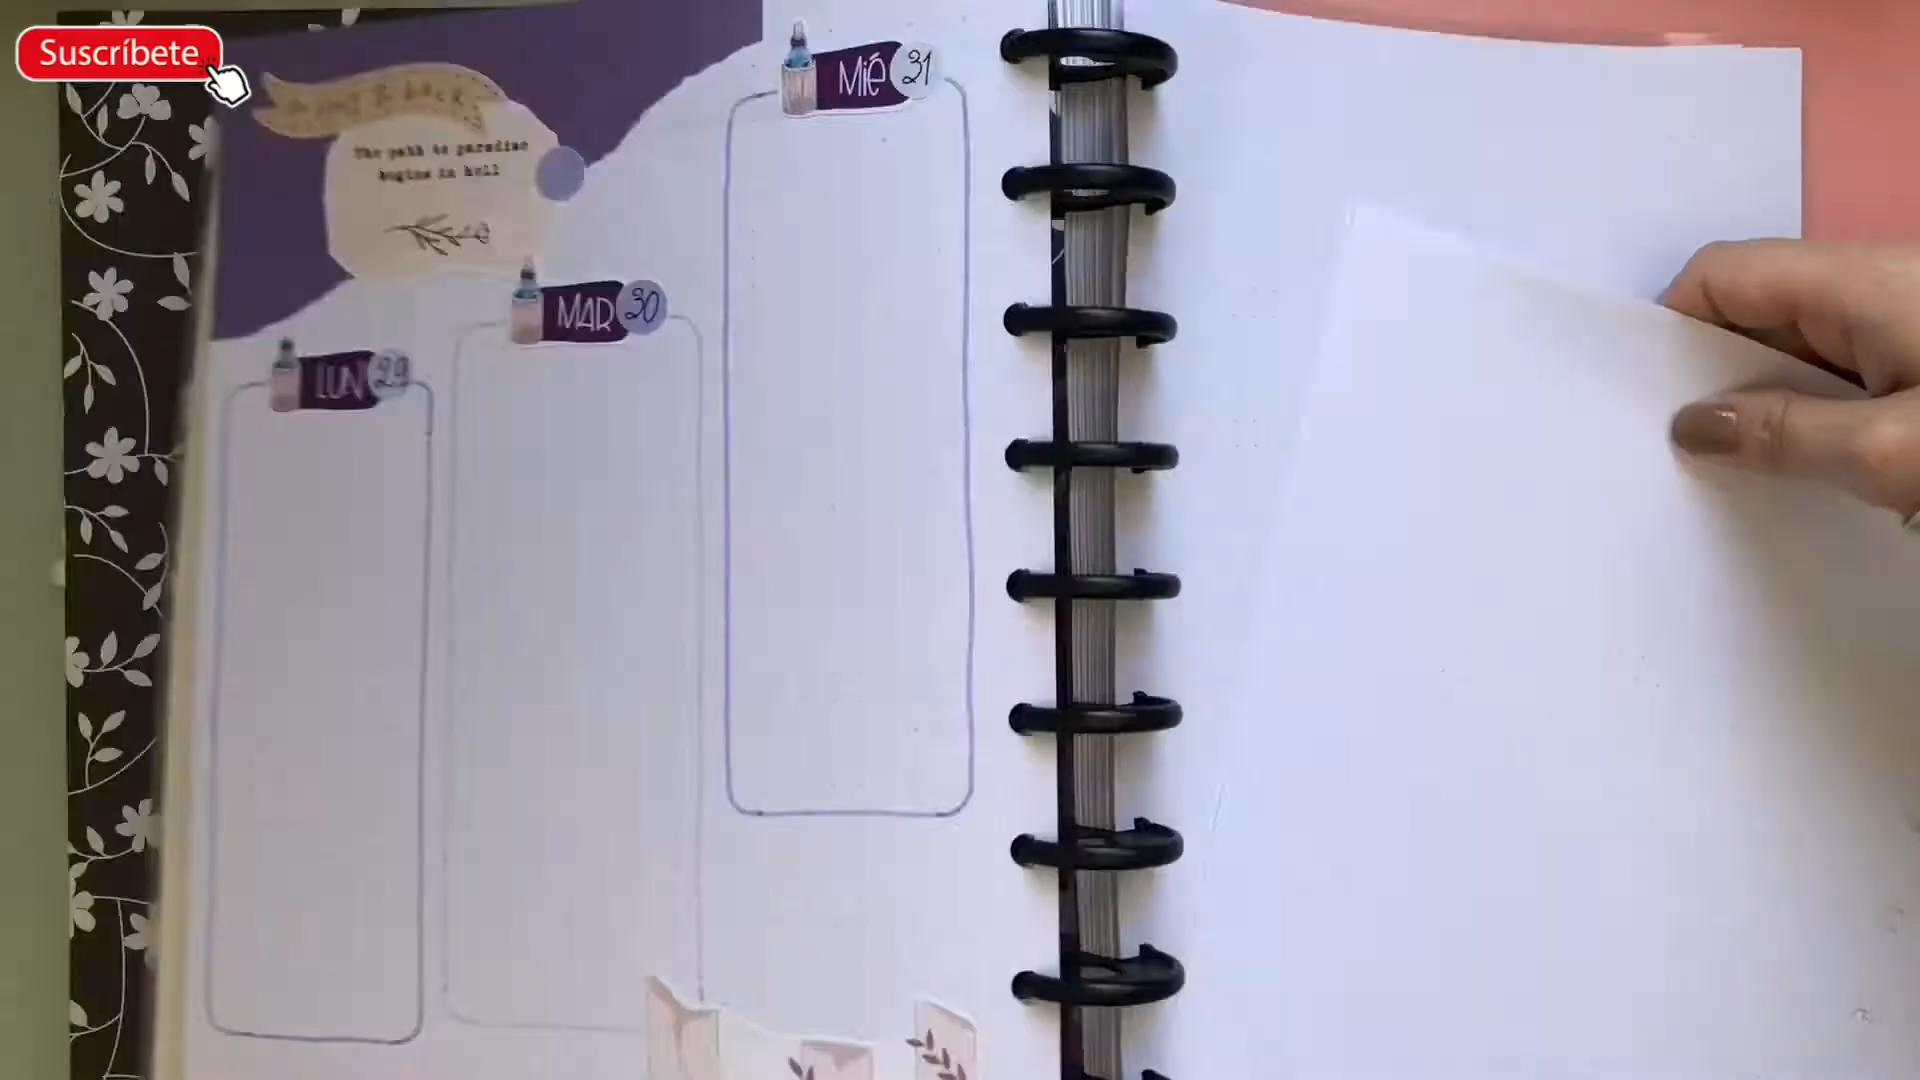 Suscríbete
The path to paradise
begins in hell
Mié 31
MAR 30
LUN 29